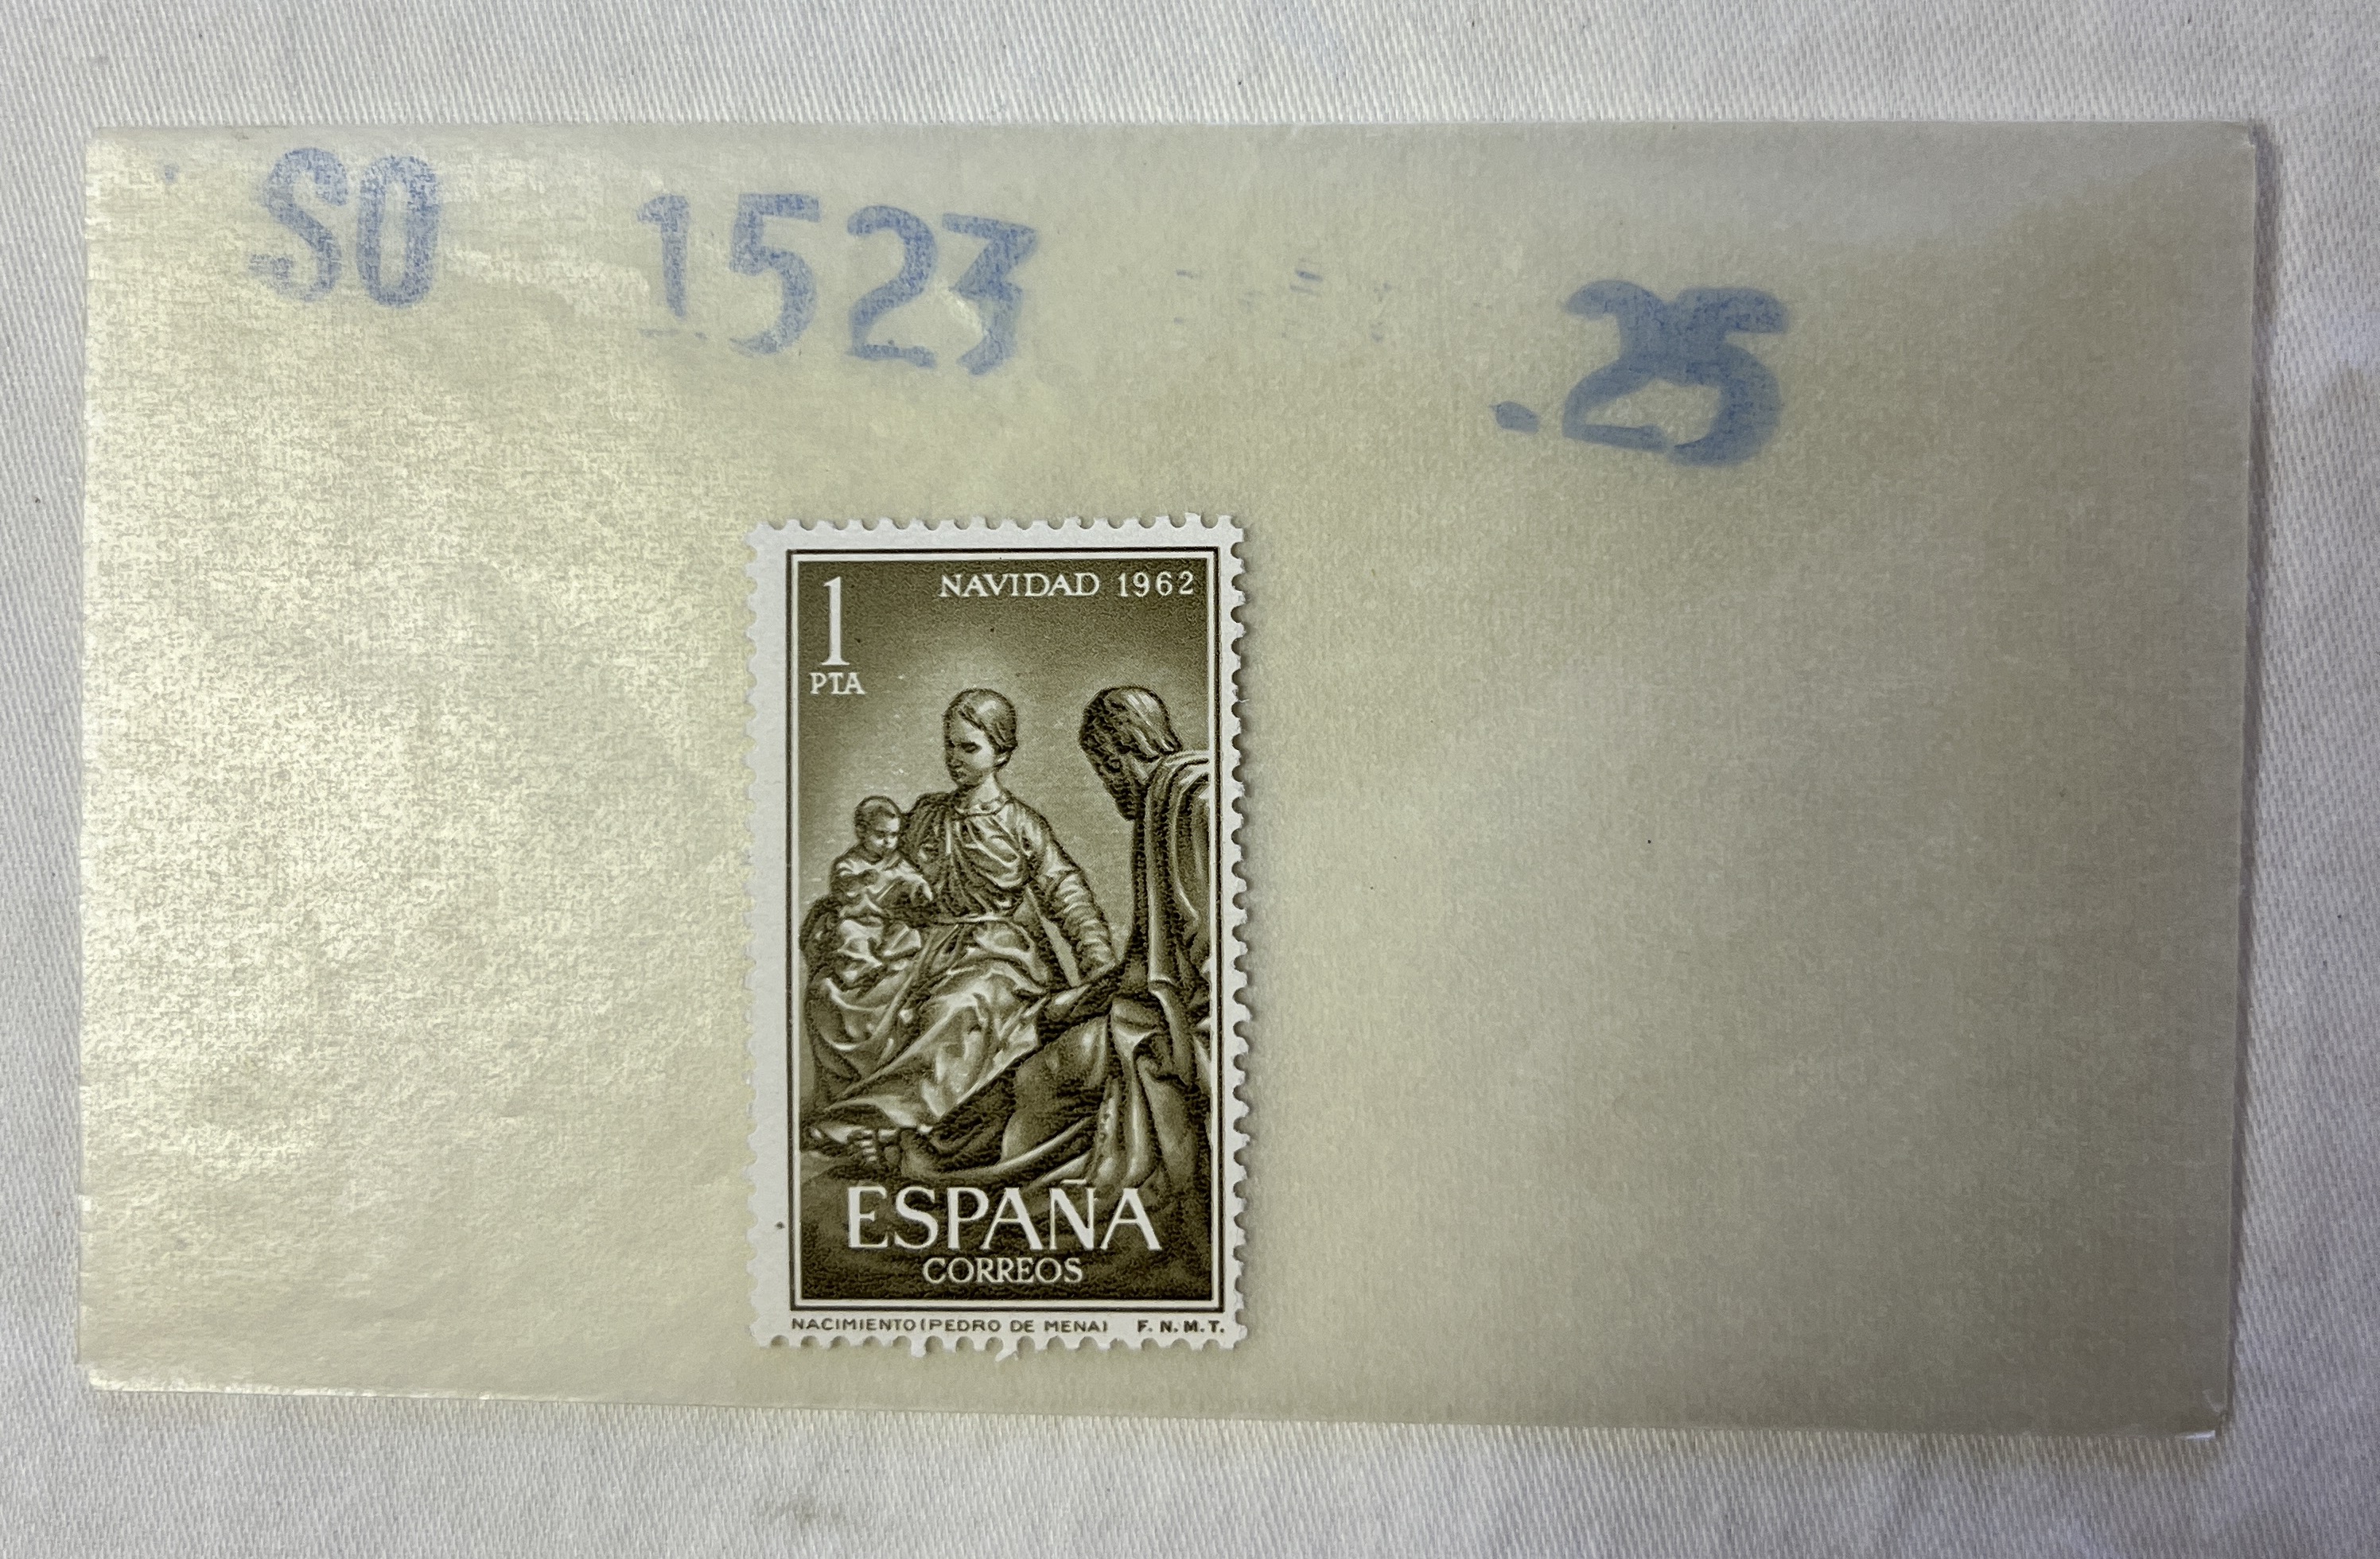 SO 1523 .25
NAVIDAD 1962
1
PTA
ESPAÑA
CORREOS
NACIMIENTO (PEDRO DE MENA) F. N. M. T.